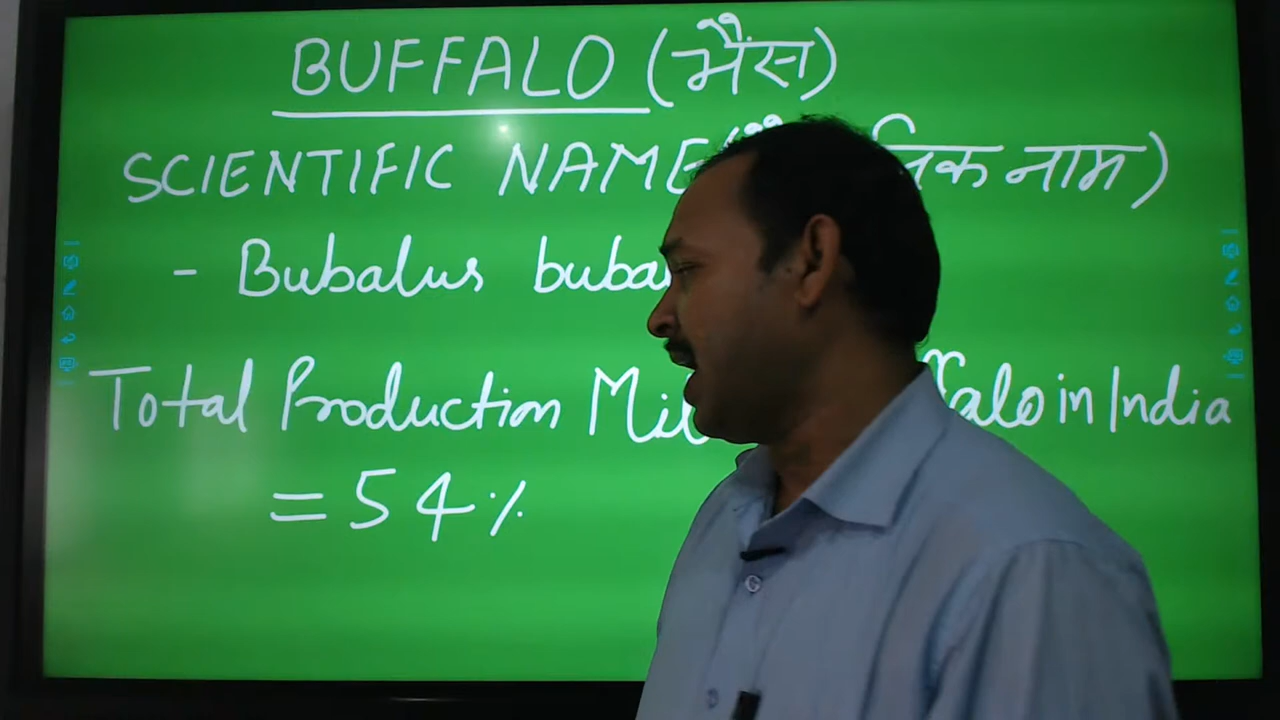 BUFFALO (भैंस)
SCIENTIFIC NAME नाम)
- Bubalus
Total Production in India
= 54%